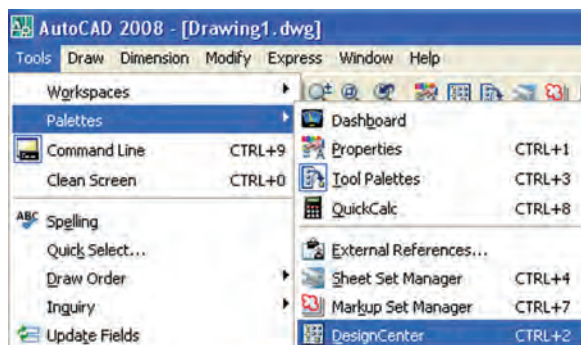 AutoCAD 2008 - [Drawing1.dwg]
Tools Draw Dimension Modify Express Window Help
Workspaces
Palettes
Command Line CTRL+9
Clean Screen CTRL+0
ABC Spelling
Quick Select...
Draw Order
Inquiry
Update Fields
Dashboard
Properties CTRL+1
Tool Palettes CTRL+3
QuickCalc CTRL+8
External References...
Sheet Set Manager CTRL+4
Markup Set Manager CTRL+7
DesignCenter CTRL+2